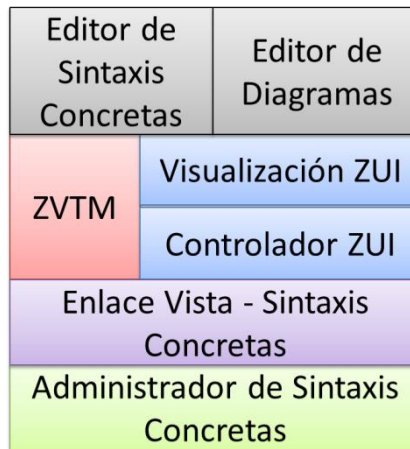 Editor de
Sintaxis
Concretas
Editor de
Diagramas
ZVTM
Visualización ZUI
Controlador ZUI
Enlace Vista - Sintaxis
Concretas
Administrador de Sintaxis
Concretas